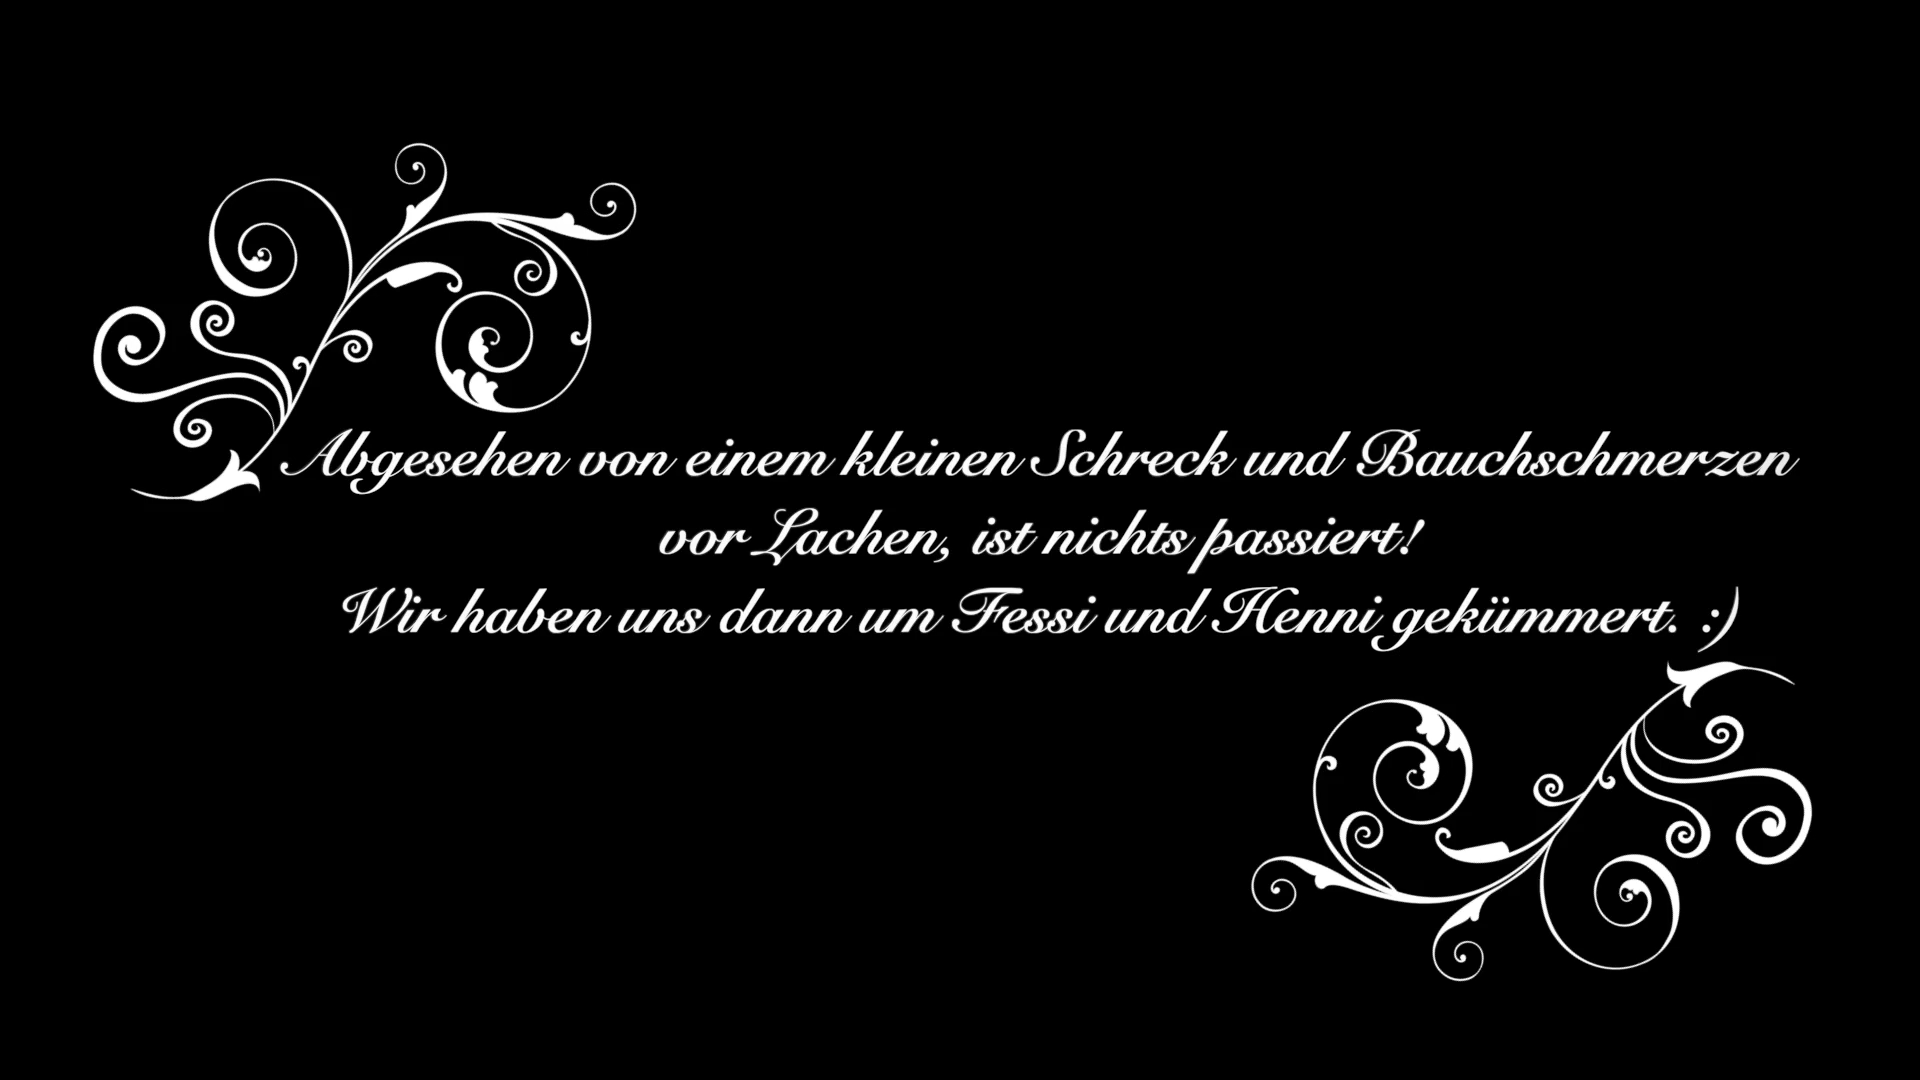 Abgesehen von einem kleinen Schreck und Bauchschmerzen
vor Lachen, ist nichts passiert!
Wir haben uns dann um Fessi und Henni gekümmert. :)